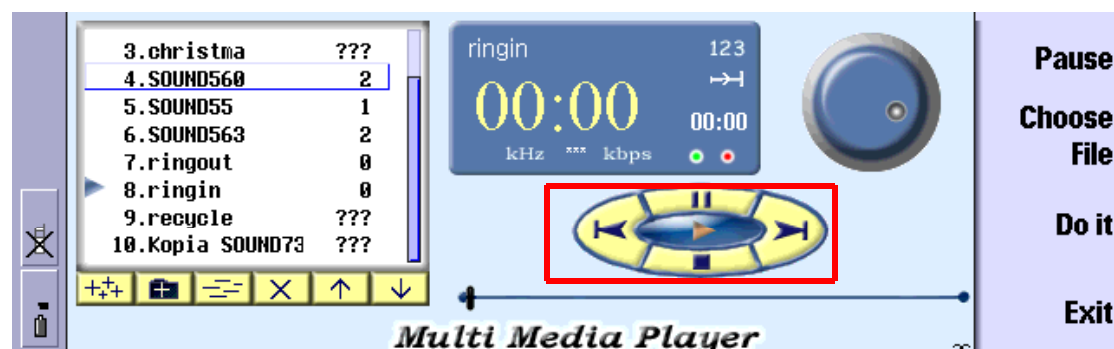 3.christma ???
4.SOUND560 2
5.SOUND55 1
6.SOUND563 2
7.ringout 0
8.ringin 0
9.recycle ???
10.Kopia SOUND73 ???
ringin 123
00:00
00:00
kHz *** kbps
Multi Media Player
Pause
Choose
File
Do it
Exit